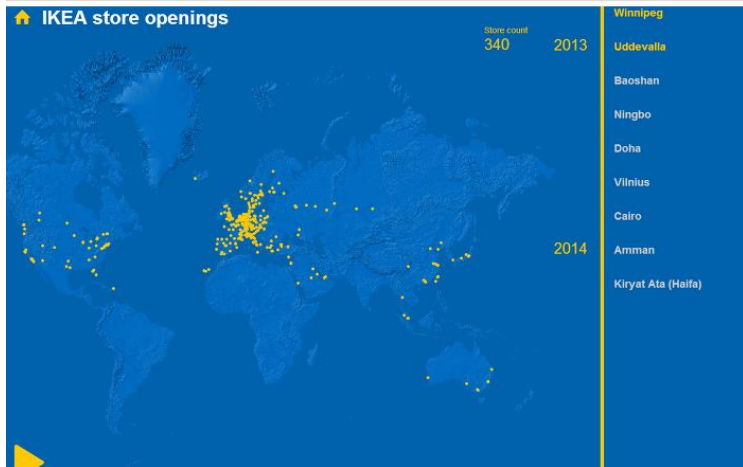 IKEA store openings
Store count
340
2013
2014
Winnipeg
Uddevalla
Baoshan
Ningbo
Doha
Vilnius
Cairo
Amman
Kiryat Ata (Haifa)